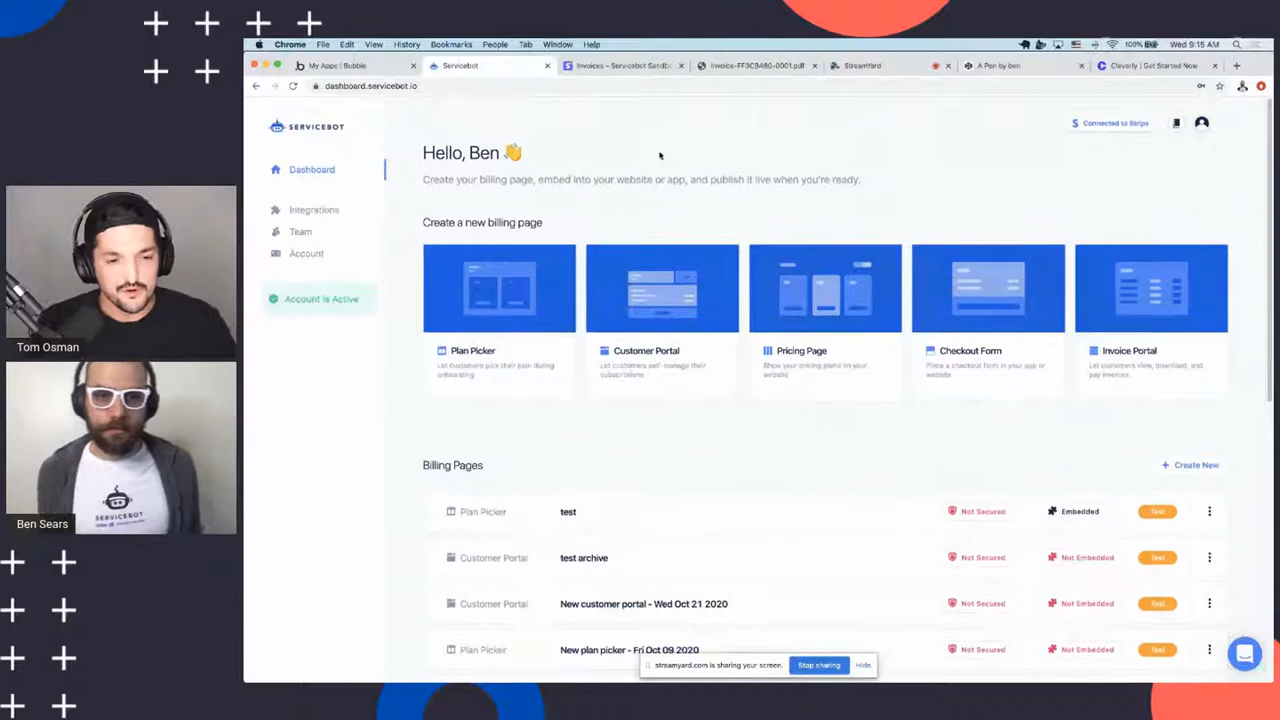 Chrome File Edit View History Bookmarks People Tab Window Help 100% Wed 9:15 AM
My Apps | Bubble
Servicebot
Invoices – Servicebot Sandb
Invoice-FF3CB480-0001.pdf
StreamYard
A Pen by ben
Cleverly | Get Started Now
dashboard.servicebot.io
SERVICEBOT
Connected to Stripe
Dashboard
Integrations
Team
Account
Account Is Active
Hello, Ben 👋
Create your billing page, embed into your website or app, and publish it live when you're ready.
Create a new billing page
Plan Picker
Let customers pick their plan during
onboarding
Customer Portal
Let customers self-manage their
subscriptions
Pricing Page
Show your pricing plans on your
website
Checkout Form
Place a checkout form in your app or
website
Invoice Portal
Let customers view, download, and
pay invoices.
Billing Pages
+ Create New
Plan Picker test Not Secured Embedded Test
Customer Portal test archive Not Secured Not Embedded Test
Customer Portal New customer portal - Wed Oct 21 2020 Not Secured Not Embedded Test
Plan Picker New plan picker - Fri Oct 09 2020 Not Secured Not Embedded Test
streamyard.com is sharing your screen. Stop sharing Hide
Tom Osman
SERVICEBOT
Ben Sears